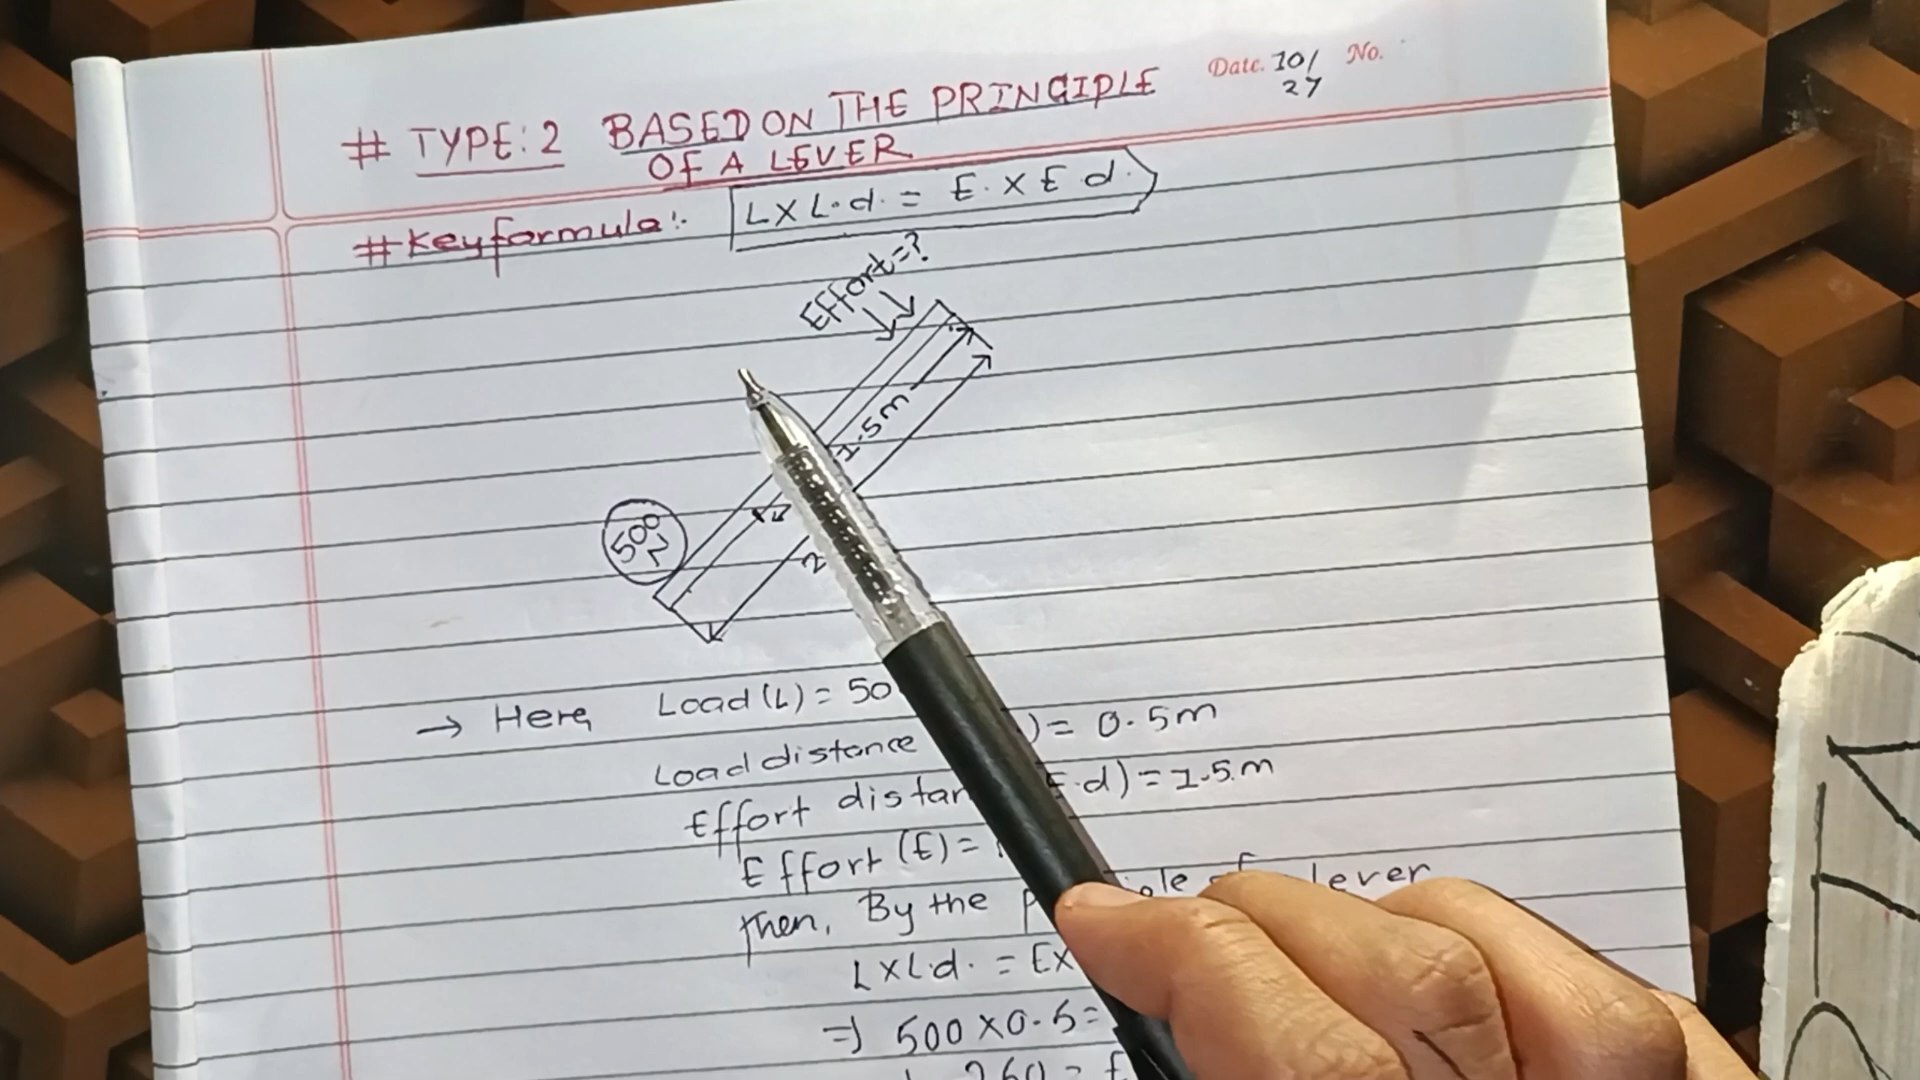 Date. 10/ No.
27
# TYPE:2 BASED ON THE PRINCIPLE
OF A LEVER
#Keyformula:- L×L.d. = E.×E.d.
Effort=?
1.5m
500
N
2
→ Here, Load(L) = 50
Load distance )= 0.5m
Effort distan E.d) = 1.5m
Effort (E) =
then, By the lever
L×L.d. = E×
⇒ 500×0.5=